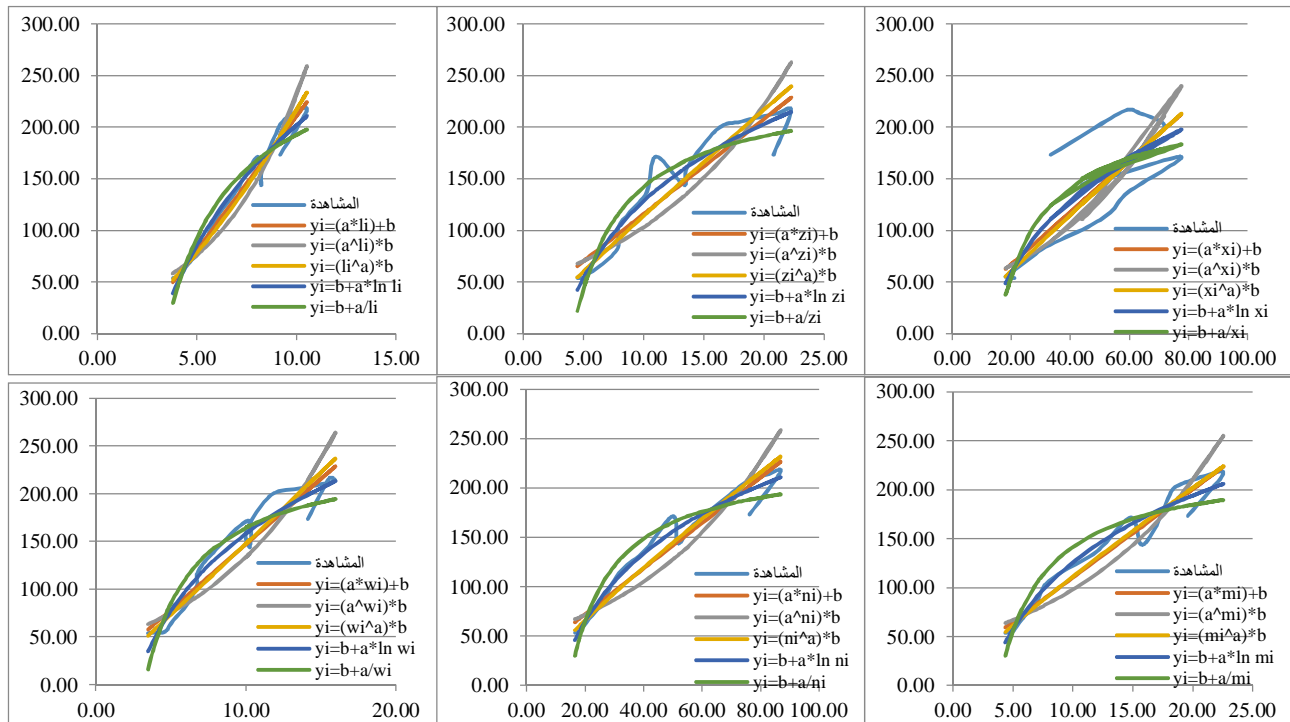 300.00
250.00
200.00
150.00
100.00
50.00
0.00
0.00 5.00 10.00 15.00
المشاهدة
yi=(a*li)+b
yi=(a^li)*b
yi=(li^a)*b
yi=b+a*ln li
yi=b+a/li
300.00
250.00
200.00
150.00
100.00
50.00
0.00
0.00 5.00 10.00 15.00 20.00 25.00
المشاهدة
yi=(a*zi)+b
yi=(a^zi)*b
yi=(zi^a)*b
yi=b+a*ln zi
yi=b+a/zi
300.00
250.00
200.00
150.00
100.00
50.00
0.00
0.00 20.00 40.00 60.00 80.00 100.00
المشاهدة
yi=(a*xi)+b
yi=(a^xi)*b
yi=(xi^a)*b
yi=b+a*ln xi
yi=b+a/xi
300.00
250.00
200.00
150.00
100.00
50.00
0.00
0.00 10.00 20.00
المشاهدة
yi=(a*wi)+b
yi=(a^wi)*b
yi=(wi^a)*b
yi=b+a*ln wi
yi=b+a/wi
300.00
250.00
200.00
150.00
100.00
50.00
0.00
0.00 20.00 40.00 60.00 80.00 100.00
المشاهدة
yi=(a*ni)+b
yi=(a^ni)*b
yi=(ni^a)*b
yi=b+a*ln ni
yi=b+a/ni
300.00
250.00
200.00
150.00
100.00
50.00
0.00
0.00 5.00 10.00 15.00 20.00 25.00
المشاهدة
yi=(a*mi)+b
yi=(a^mi)*b
yi=(mi^a)*b
yi=b+a*ln mi
yi=b+a/mi